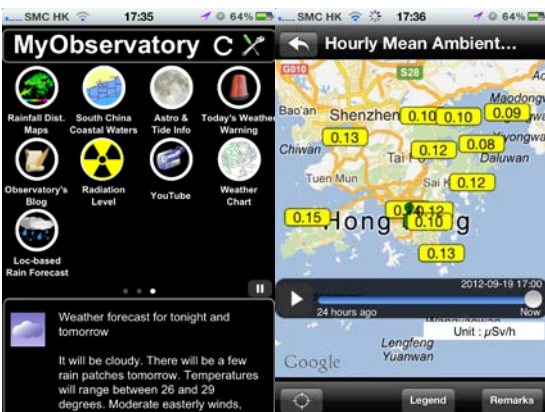 SMC HK 17:35 64%
MyObservatory
Rainfall Dist. Maps
South China Coastal Waters
Astro & Tide Info
Today's Weather Warning
Observatory's Blog
Radiation Level
YouTube
Weather Chart
Loc-based Rain Forecast
Weather forecast for tonight and
tomorrow
It will be cloudy. There will be a few
rain patches tomorrow. Temperatures
will range between 26 and 29
degrees. Moderate easterly winds,
SMC HK 17:36 64%
Hourly Mean Ambient...
G010
S28
Maodong
Bao'an
Shenzhen
0.10
0.10
0.09
0.13
Chiwan
0.12
0.08
Daluwan
Tuen Mun
Sai K
0.12
0.15
Hong
g
0.12
0.10
0.13
2012-09-19 17:00
24 hours ago
Now
Unit : µSv/h
Lengfeng
Yuanwan
Google
Legend
Remarks